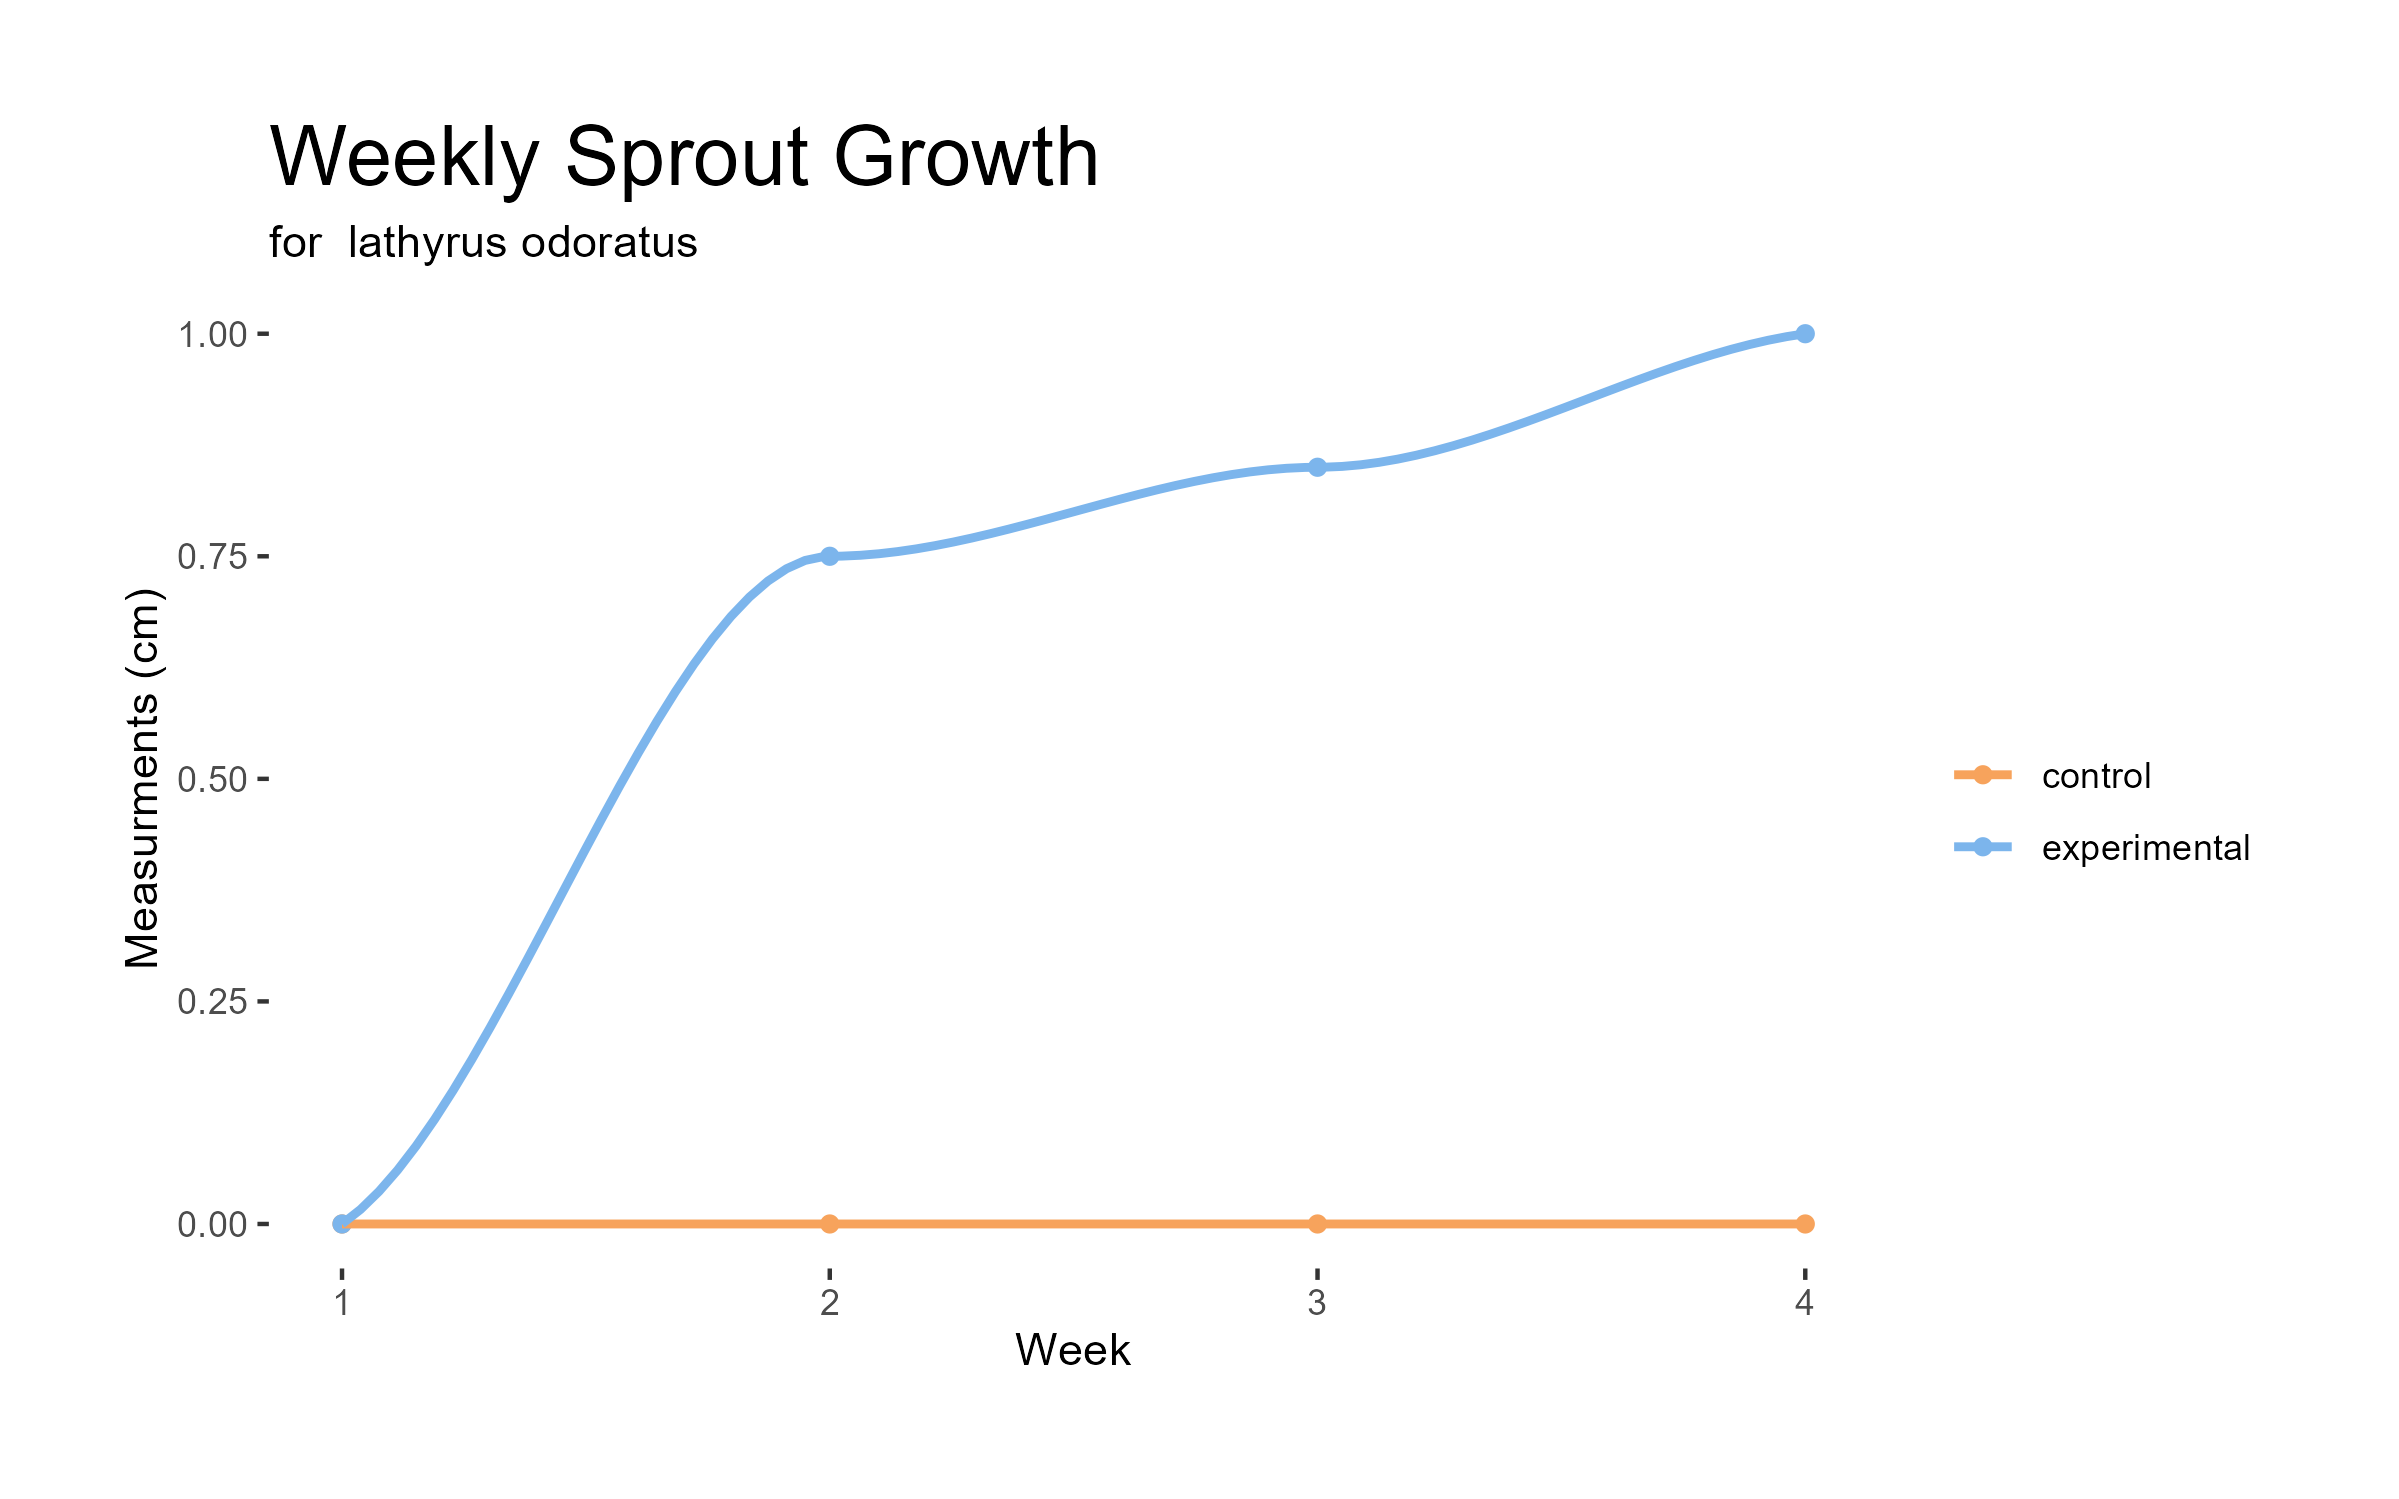 Weekly Sprout Growth
for  lathyrus odoratus
1.00
0.75
0.50
0.25
0.00
Measurments (cm)
1 2 3 4
Week
control
experimental